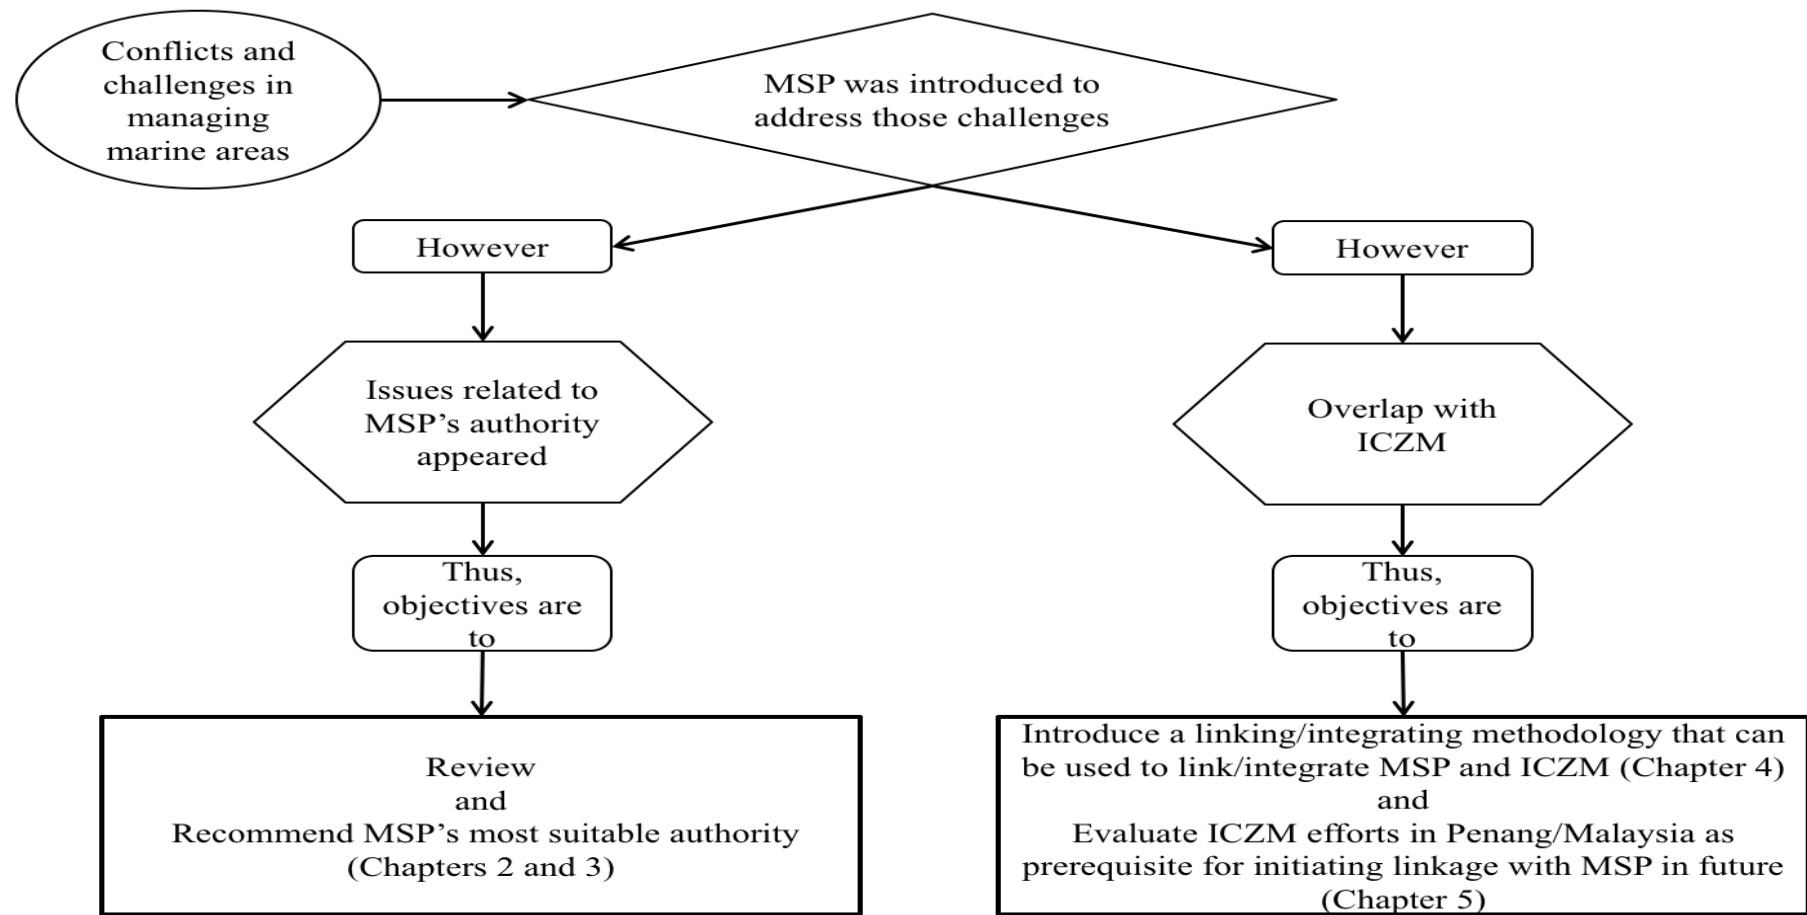 Conflicts and
challenges in
managing
marine areas
MSP was introduced to
address those challenges
However
Issues related to
MSP’s authority
appeared
Thus,
objectives are
to
Review
and
Recommend MSP’s most suitable authority
(Chapters 2 and 3)
However
Overlap with
ICZM
Thus,
objectives are
to
Introduce a linking/integrating methodology that can
be used to link/integrate MSP and ICZM (Chapter 4)
and
Evaluate ICZM efforts in Penang/Malaysia as
prerequisite for initiating linkage with MSP in future
(Chapter 5)